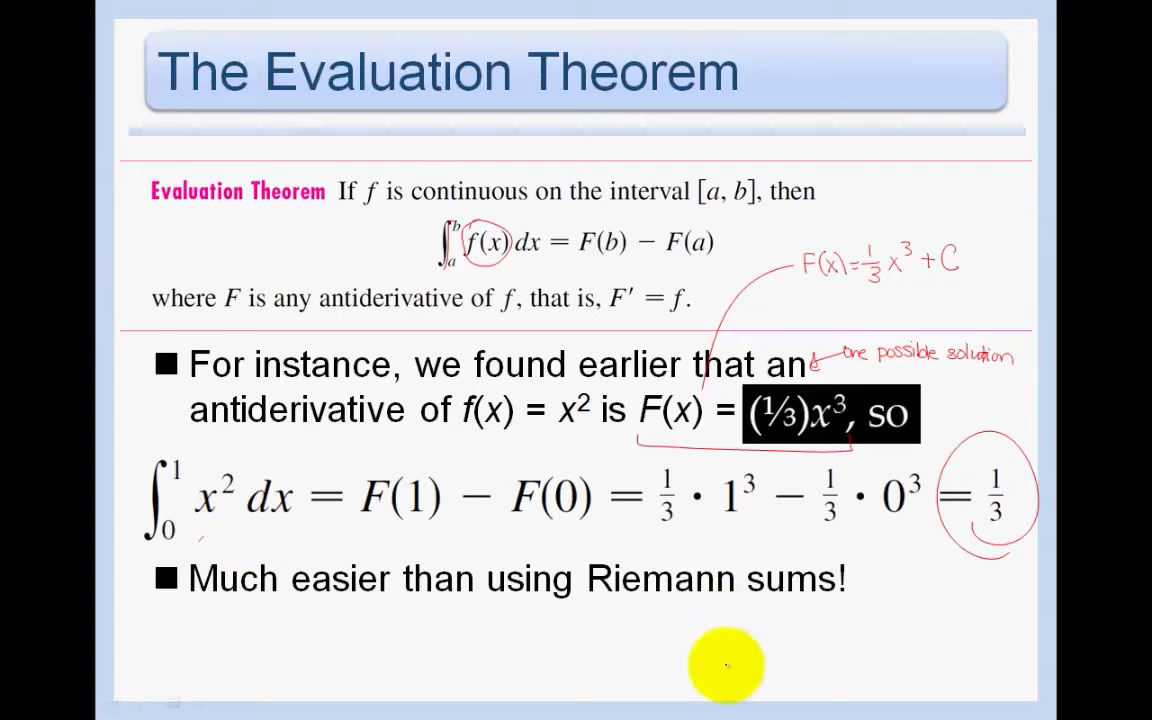 The Evaluation Theorem
Evaluation Theorem If f is continuous on the interval [a, b], then
∫ₐᵇ f(x) dx = F(b) − F(a)
F(x)=⅓x³+C
where F is any antiderivative of f, that is, F′ = f.
■ For instance, we found earlier that an
one possible solution
antiderivative of f(x) = x² is F(x) = (⅓)x³, so
∫₀¹ x² dx = F(1) − F(0) = ⅓ · 1³ − ⅓ · 0³ = ⅓
■ Much easier than using Riemann sums!